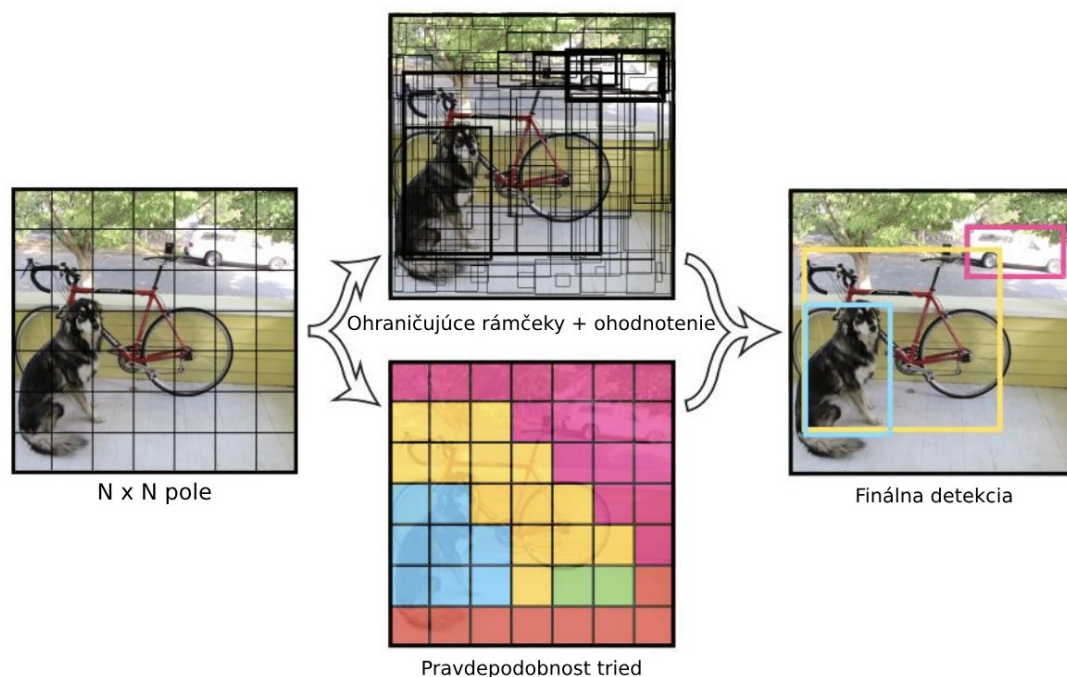 Ohraničujúce rámčeky + ohodnotenie
N x N pole
Finálna detekcia
Pravdepodobnost tried